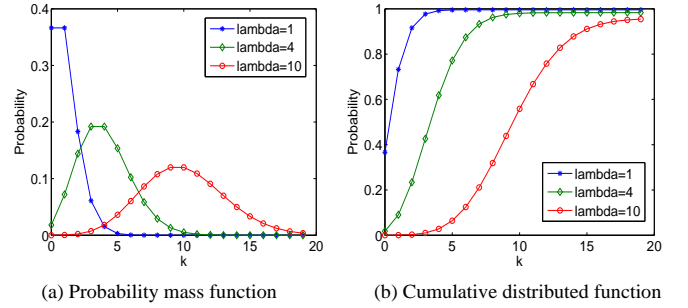 0.4
0.3
0.2
0.1
0
Probability
0 5 10 15 20
k
lambda=1
lambda=4
lambda=10
(a) Probability mass function
1
0.8
0.6
0.4
0.2
0
Probability
0 5 10 15 20
k
lambda=1
lambda=4
lambda=10
(b) Cumulative distributed function